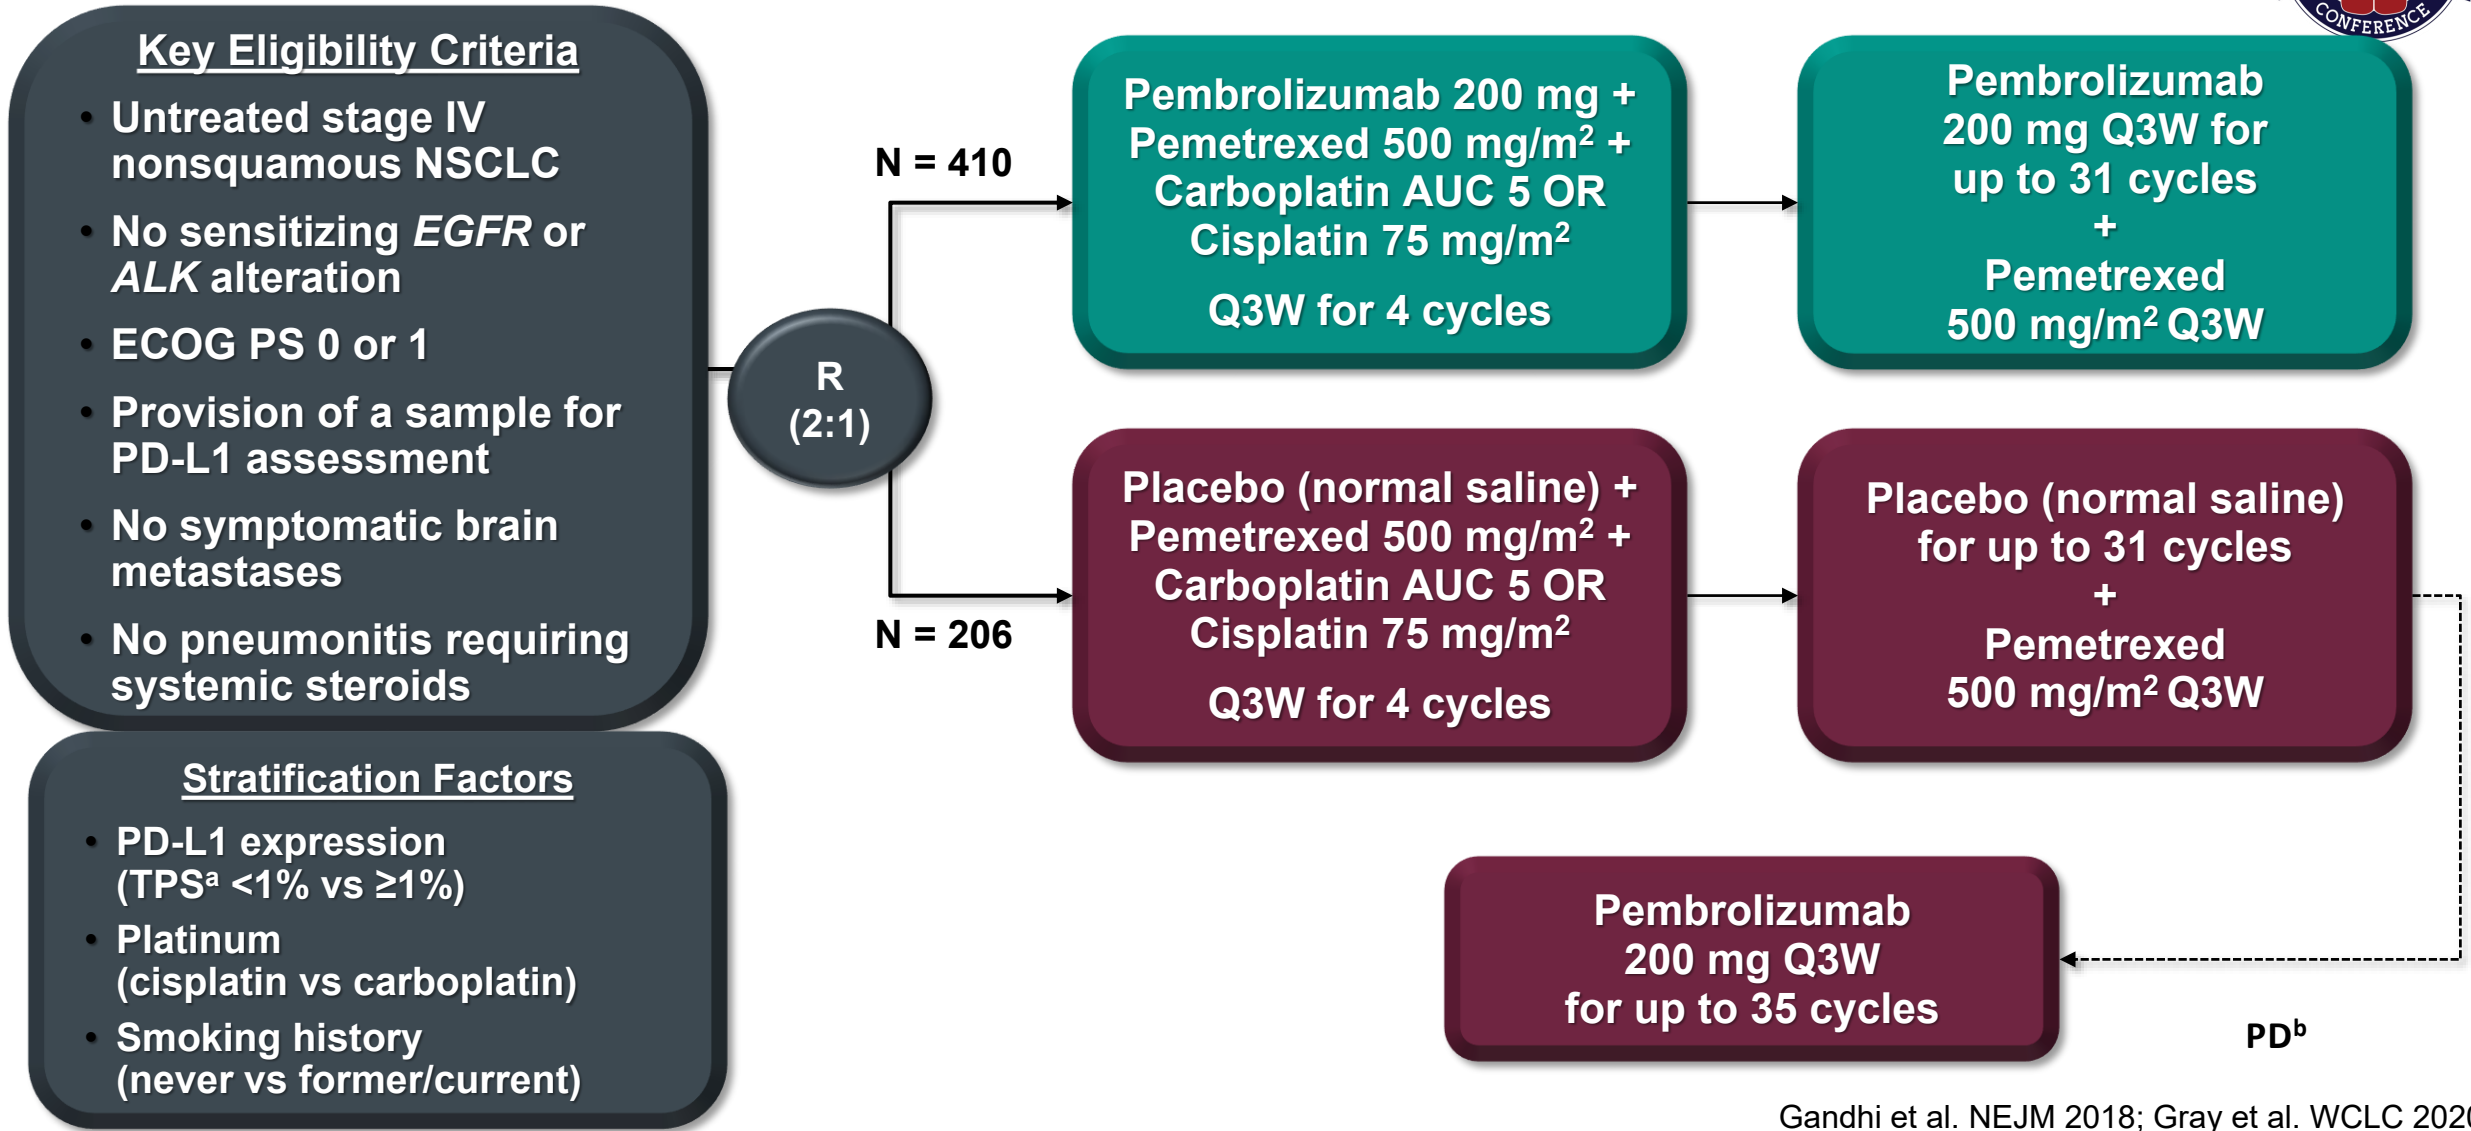 CONFERENCE
Key Eligibility Criteria
• Untreated stage IV
nonsquamous NSCLC
• No sensitizing EGFR or
ALK alteration
• ECOG PS 0 or 1
• Provision of a sample for
PD-L1 assessment
• No symptomatic brain
metastases
• No pneumonitis requiring
systemic steroids
Stratification Factors
• PD-L1 expression
(TPSᵃ <1% vs ≥1%)
• Platinum
(cisplatin vs carboplatin)
• Smoking history
(never vs former/current)
R
(2:1)
N = 410
Pembrolizumab 200 mg +
Pemetrexed 500 mg/m² +
Carboplatin AUC 5 OR
Cisplatin 75 mg/m²
Q3W for 4 cycles
Pembrolizumab
200 mg Q3W for
up to 31 cycles
+
Pemetrexed
500 mg/m² Q3W
N = 206
Placebo (normal saline) +
Pemetrexed 500 mg/m² +
Carboplatin AUC 5 OR
Cisplatin 75 mg/m²
Q3W for 4 cycles
Placebo (normal saline)
for up to 31 cycles
+
Pemetrexed
500 mg/m² Q3W
Pembrolizumab
200 mg Q3W
for up to 35 cycles
PDᵇ
Gandhi et al. NEJM 2018; Gray et al. WCLC 2020